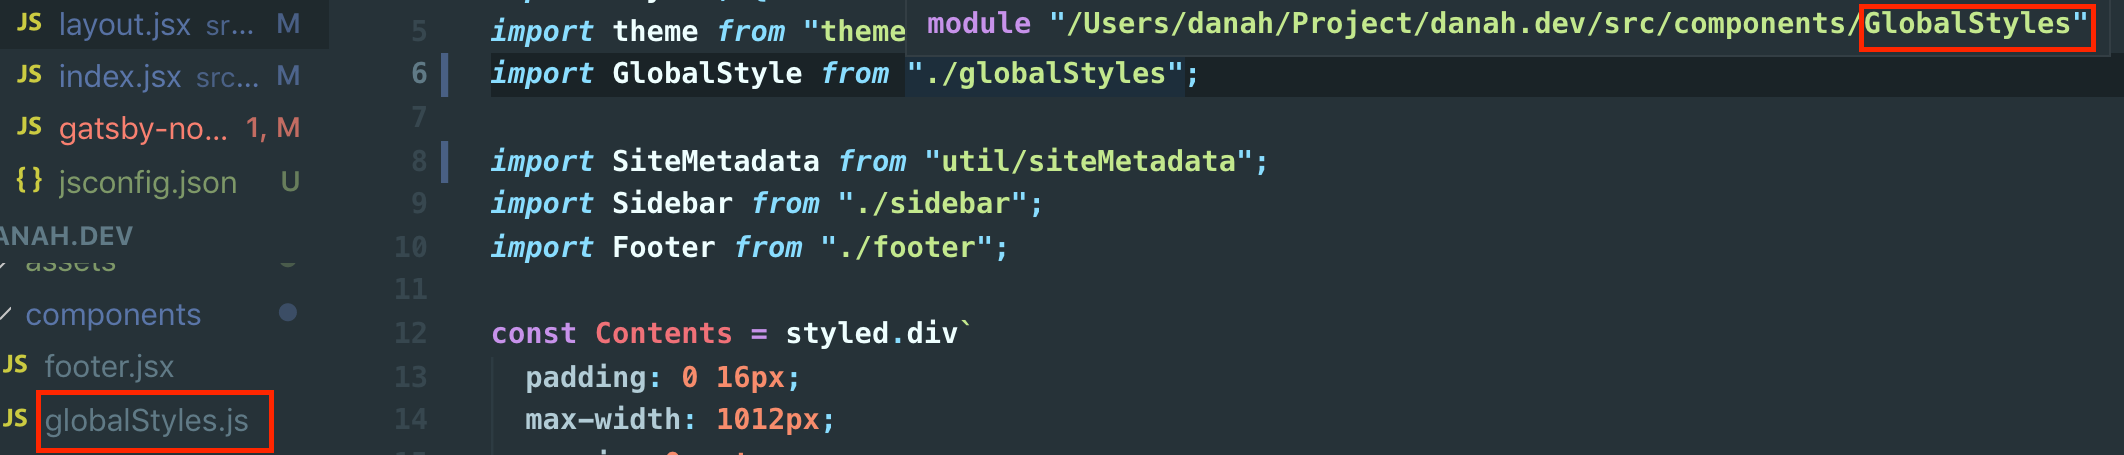 JS layout.jsx sr... M
JS index.jsx src... M
JS gatsby-no... 1, M
{} jsconfig.json U
ANAH.DEV
assets
components
JS footer.jsx
JS globalStyles.js
module "/Users/danah/Project/danah.dev/src/components/GlobalStyles"
5 import theme from "theme
6 import GlobalStyle from "./globalStyles";
7
8 import SiteMetadata from "util/siteMetadata";
9 import Sidebar from "./sidebar";
10 import Footer from "./footer";
11
12 const Contents = styled.div`
13 padding: 0 16px;
14 max-width: 1012px;